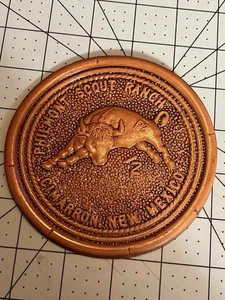 PHILMONT SCOUT RANCH
CIMARRON, NEW MEXICO